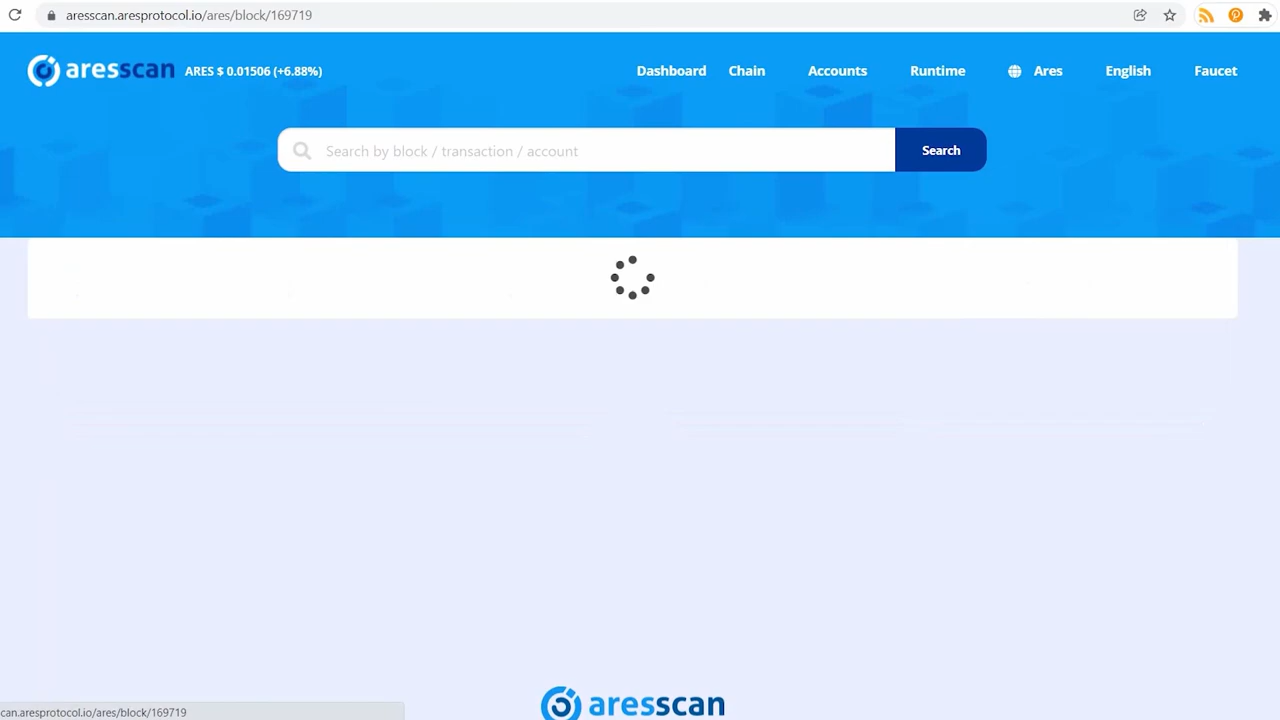 aresscan.aresprotocol.io/ares/block/169719
aresscan ARES $ 0.01506 (+6.88%) Dashboard Chain Accounts Runtime Ares English Faucet
Search by block / transaction / account Search
aresscan
scan.aresprotocol.io/ares/block/169719